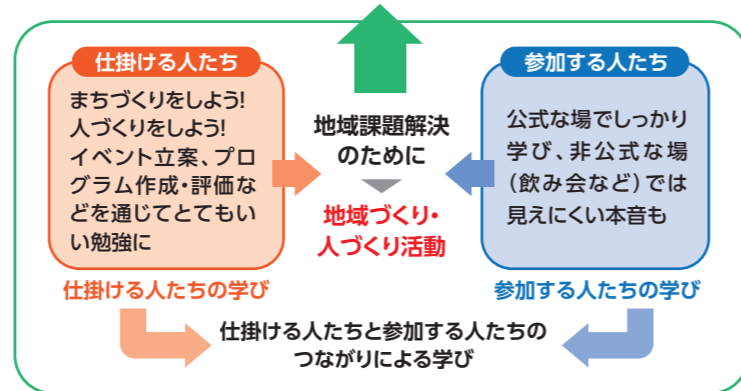 仕掛ける人たち
まちづくりをしよう!
人づくりをしよう!
イベント立案、プロ
グラム作成・評価な
どを通じてとてもい
い勉強に
仕掛ける人たちの学び
地域課題解決
のために
地域づくり・
人づくり活動
参加する人たち
公式な場でしっかり
学び、非公式な場
(飲み会など)では
見えにくい本音も
参加する人たちの学び
仕掛ける人たちと参加する人たちの
つながりによる学び